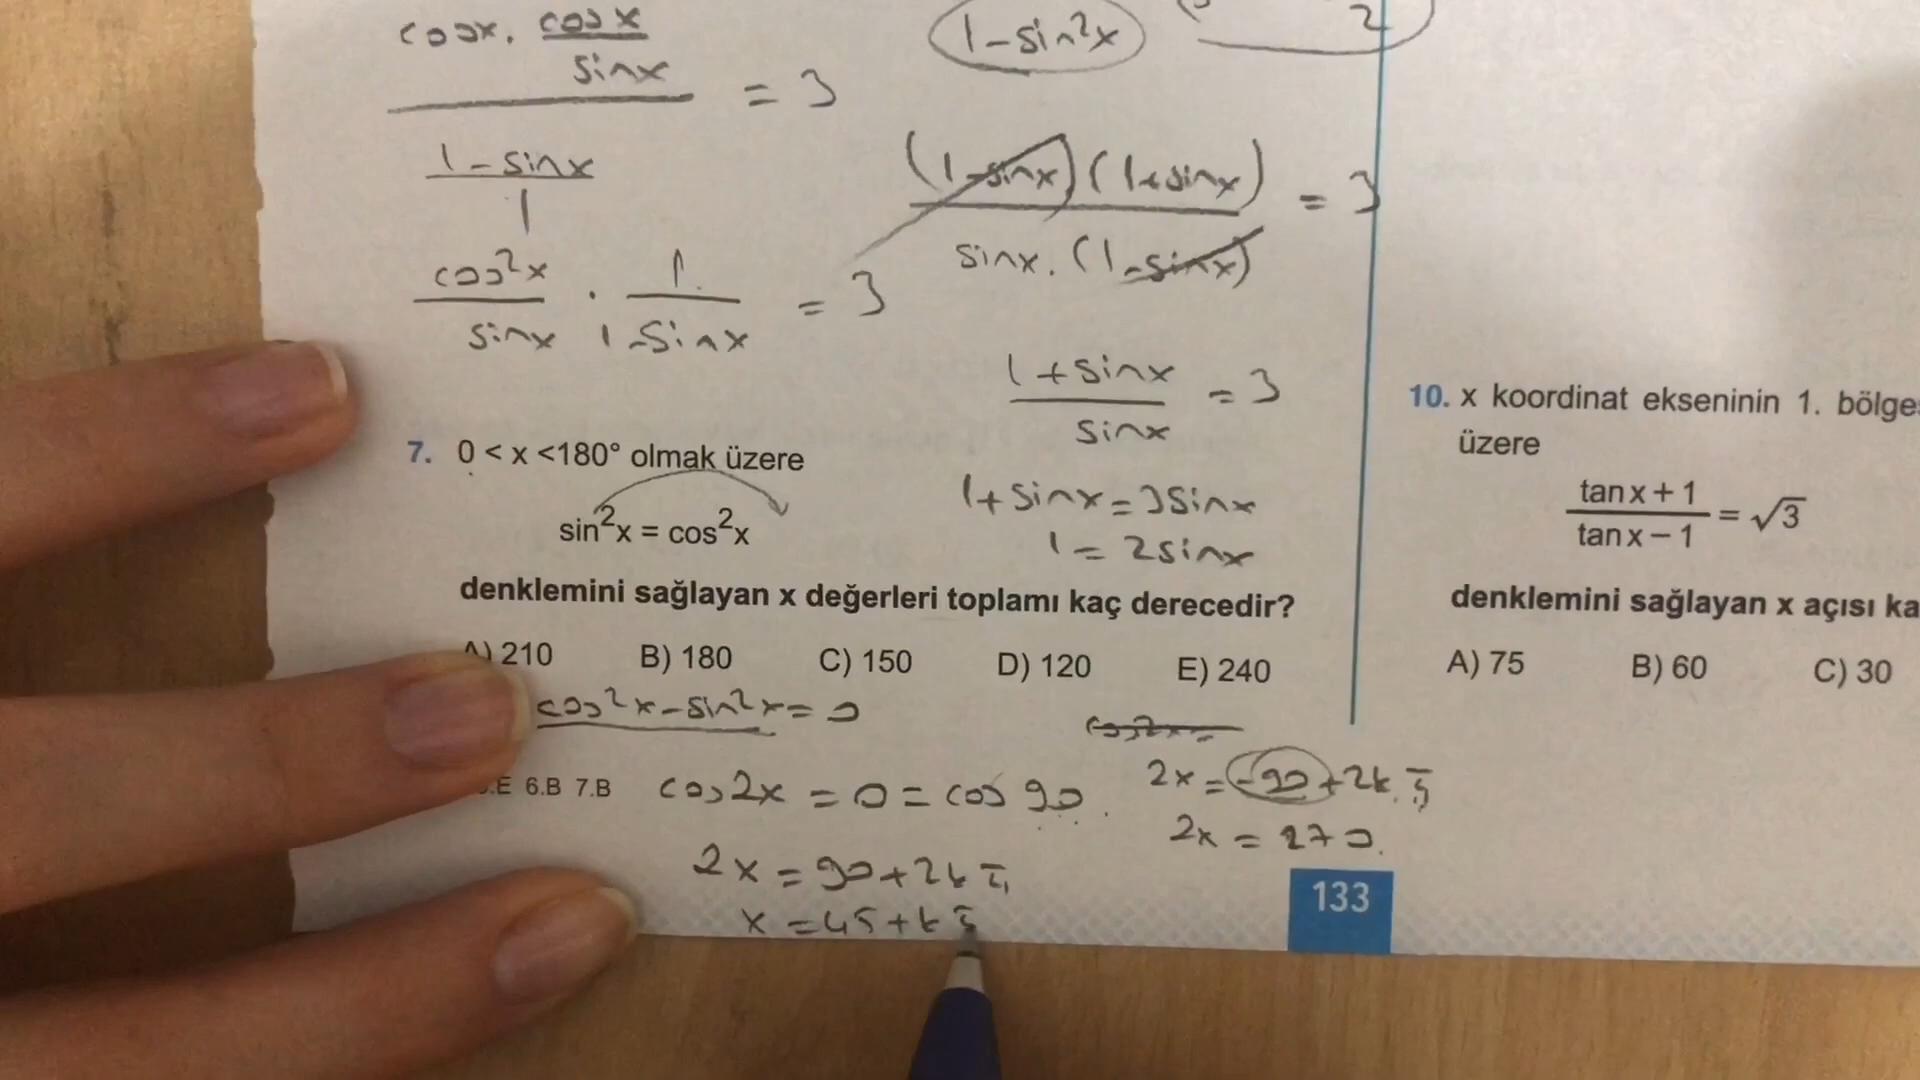 cosx . cosx
sinx
= 3
1-sinx
1
cos²x / sinx . 1 / 1-sinx = 3
1-sin²x
2
(1-sinx)(1+sinx)
= 3
sinx.(1-sinx)
1+sinx
= 3
sinx
1+sinx=3sinx
1=2sinx
7. 0 < x <180° olmak üzere
sin²x = cos²x
denklemini sağlayan x değerleri toplamı kaç derecedir?
A) 210 B) 180 C) 150 D) 120 E) 240
cos²x-sin²x=0
.E 6.B 7.B
cos2x=0=cos 90
2x=90+2kπ
x=45+kπ
2x=-90+2k.π
2x=270.
133
10. x koordinat ekseninin 1. bölge
üzere
tan x + 1
= √3
tan x − 1
denklemini sağlayan x açısı ka
A) 75 B) 60 C) 30